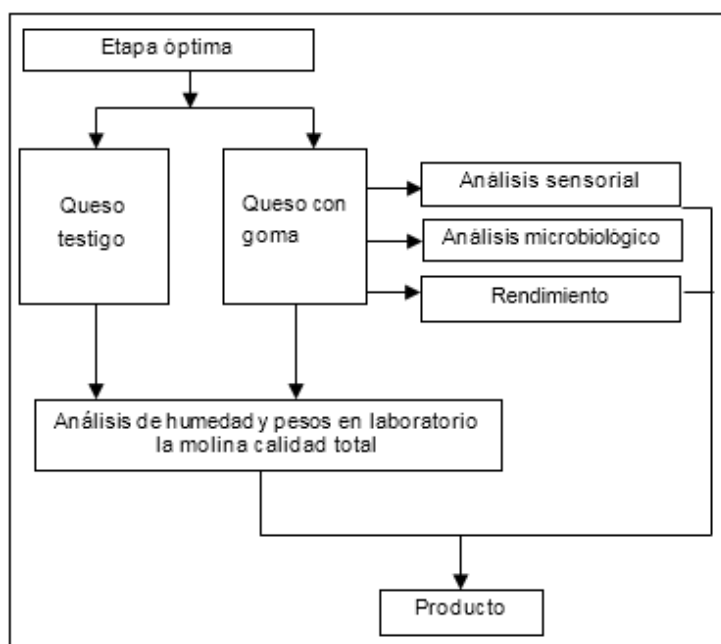 Etapa óptima
Queso
testigo
Queso con
goma
Análisis sensorial
Análisis microbiológico
Rendimiento
Análisis de humedad y pesos en laboratorio
la molina calidad total
Producto